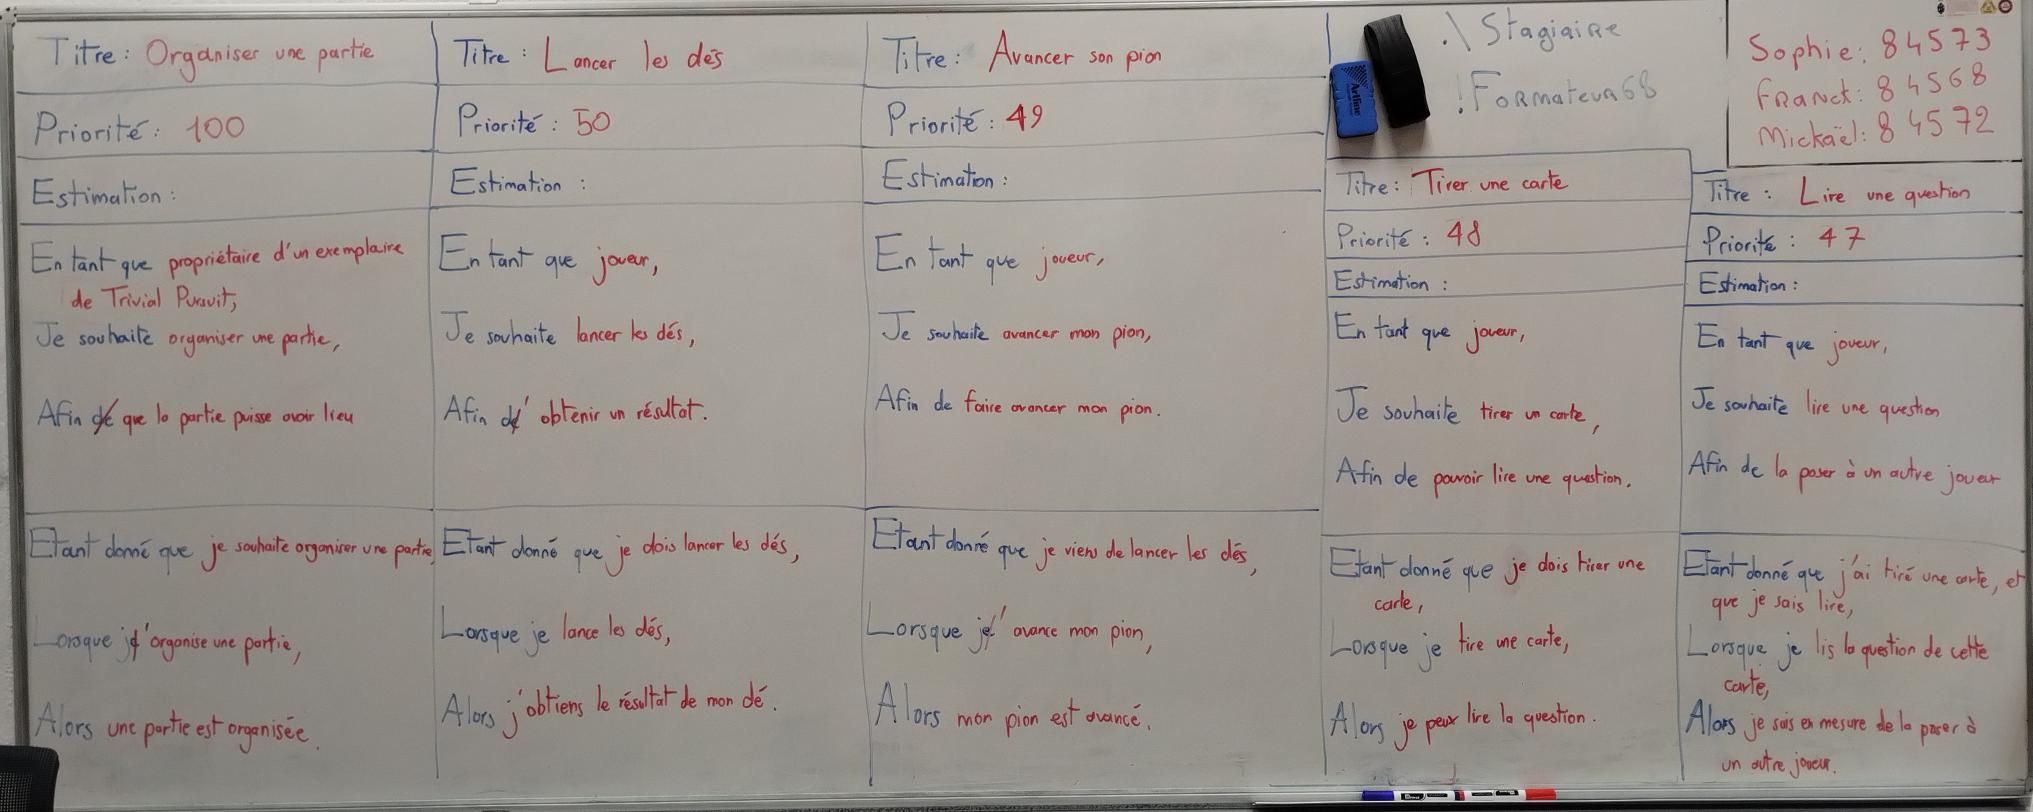 Titre: Organiser une partie
Priorité: 100
Estimation:
En tant que propriétaire d'un exemplaire
de Trivial Pursuit,
Je souhaite organiser une partie,
Afin que la partie puisse avoir lieu
Etant donné que je souhaite organiser une partie,
Lorsque j'organise une partie,
Alors une partie est organisée.
Titre: Lancer les dés
Priorité: 50
Estimation:
En tant que joueur,
Je souhaite lancer les dés,
Afin d'obtenir un résultat.
Etant donné que je dois lancer les dés,
Lorsque je lance les dés,
Alors j'obtiens le résultat de mon dé.
Titre: Avancer son pion
Priorité: 49
Estimation:
En tant que joueur,
Je souhaite avancer mon pion,
Afin de faire avancer mon pion.
Etant donné que je viens de lancer les dés,
Lorsque j'avance mon pion,
Alors mon pion est avancé.
.\Stagiaire
!Formateur68
Artline
Titre: Tirer une carte
Priorité: 48
Estimation:
En tant que joueur,
Je souhaite tirer un carte,
Afin de pouvoir lire une question.
Etant donné que je dois tirer une
carte,
Lorsque je tire une carte,
Alors je peux lire la question.
Sophie: 84573
Franck: 84568
Mickaël: 84572
Titre: Lire une question
Priorité: 47
Estimation:
En tant que joueur,
Je souhaite lire une question
Afin de la poser à un autre joueur
Etant donné que j'ai tiré une carte, et
que je sais lire,
Lorsque je lis la question de cette
carte,
Alors je suis en mesure de la poser à
un autre joueur.